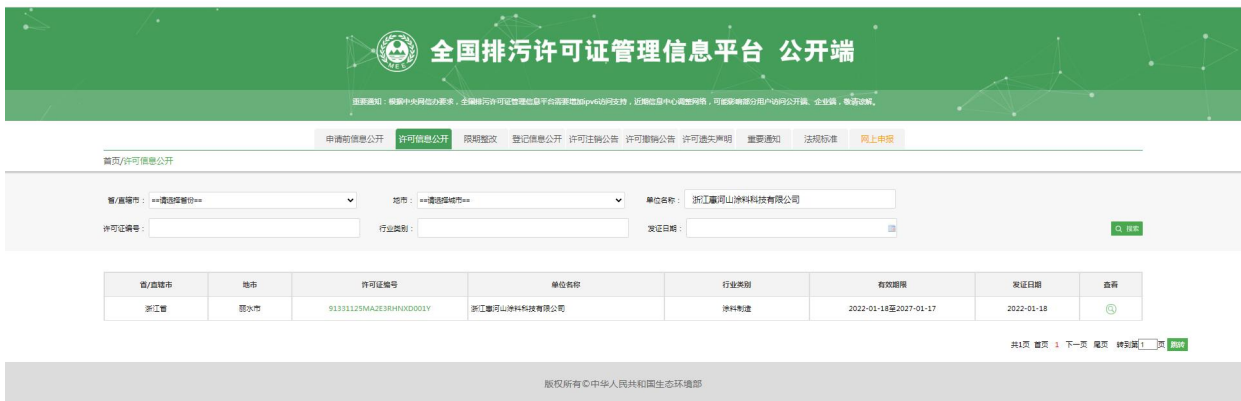 MEE
全国排污许可证管理信息平台 公开端
重要通知：根据中央网信办要求，全国排污许可证管理信息平台需要增加ipv6访问支持，近期信息中心调整网络，可能影响部分用户访问公开端、企业端，敬请谅解。
申请前信息公开 许可信息公开 限期整改 登记信息公开 许可注销公告 许可撤销公告 许可遗失声明 重要通知 法规标准 网上申报
首页/许可信息公开
省/直辖市： ==请选择省份== 地市： ==请选择城市== 单位名称： 浙江廛河山涂料科技有限公司
许可证编号： 行业类别： 发证日期： 搜索
省/直辖市 地市 许可证编号 单位名称 行业类别 有效期限 发证日期 查看
浙江省 丽水市 91331125MA2E3RHNXD001Y 浙江廛河山涂料科技有限公司 涂料制造 2022-01-18至2027-01-17 2022-01-18
共1页 首页 1 下一页 尾页 转到第 1 页 跳转
版权所有©中华人民共和国生态环境部